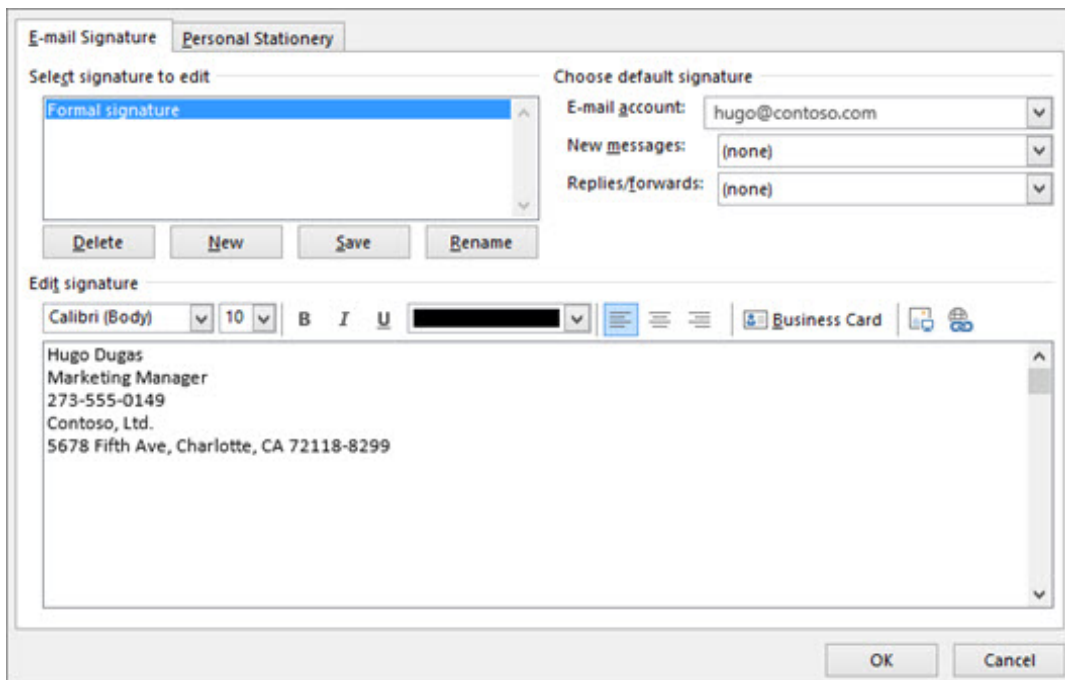 E-mail Signature
Personal Stationery
Select signature to edit
Formal signature
Delete
New
Save
Rename
Choose default signature
E-mail account:
hugo@contoso.com
New messages:
(none)
Replies/forwards:
(none)
Edit signature
Calibri (Body)
10
B
I
U
Business Card
Hugo Dugas
Marketing Manager
273-555-0149
Contoso, Ltd.
5678 Fifth Ave, Charlotte, CA 72118-8299
OK
Cancel